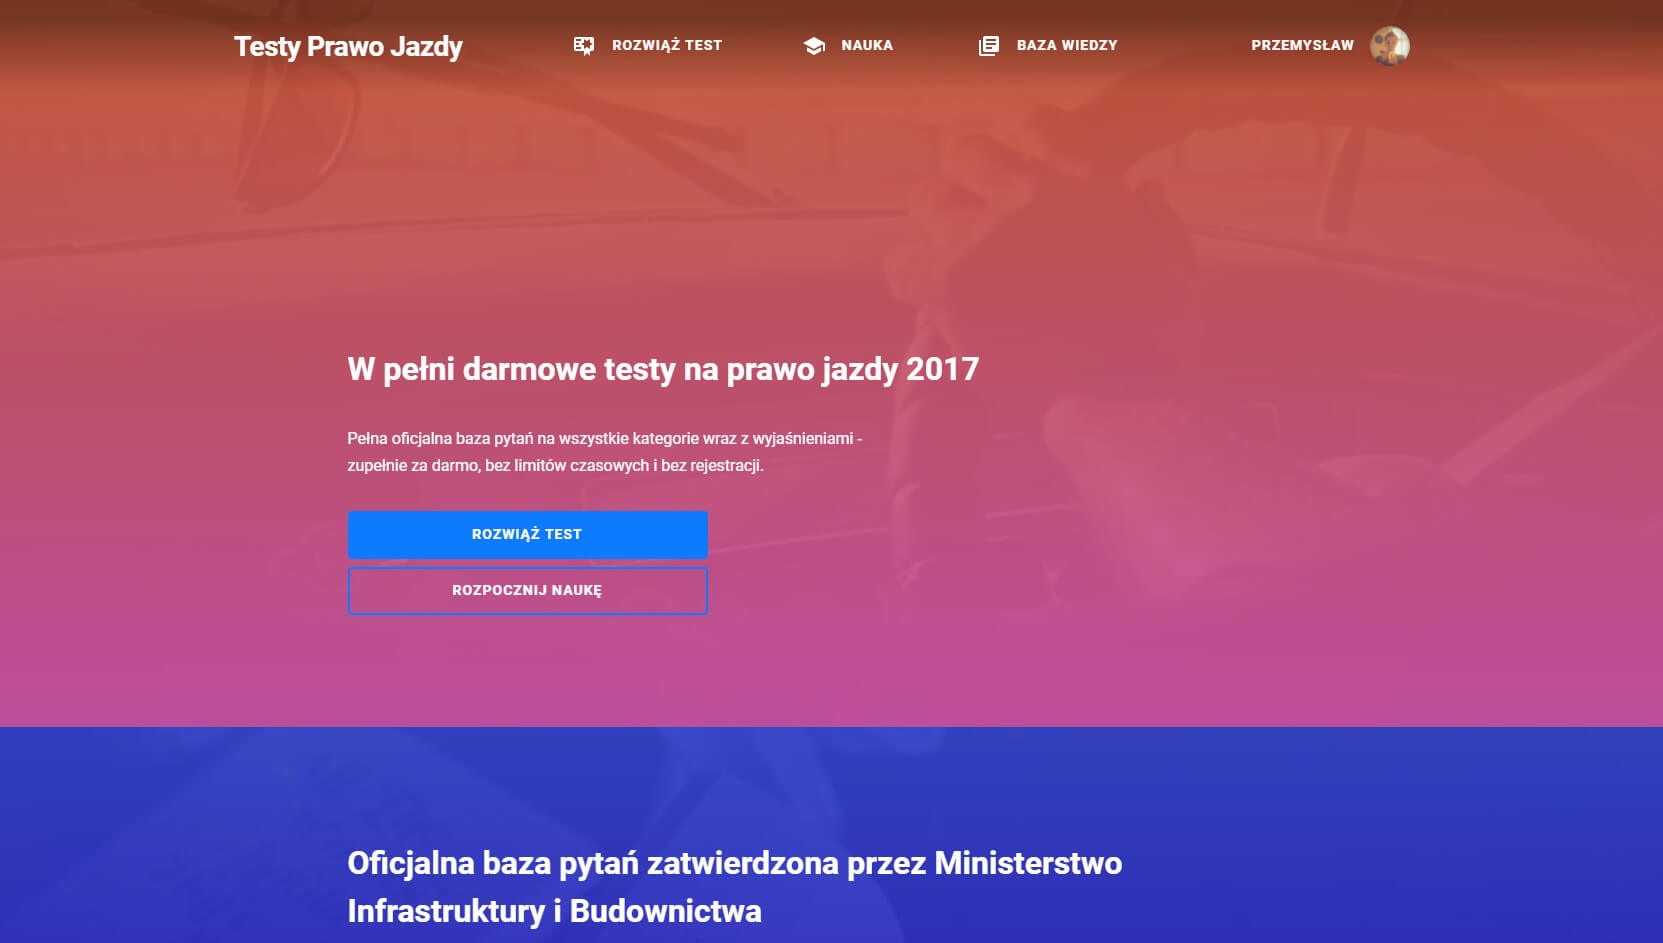 Testy Prawo Jazdy
ROZWIĄŻ TEST
NAUKA
BAZA WIEDZY
PRZEMYSŁAW
W pełni darmowe testy na prawo jazdy 2017
Pełna oficjalna baza pytań na wszystkie kategorie wraz z wyjaśnieniami -
zupełnie za darmo, bez limitów czasowych i bez rejestracji.
ROZWIĄŻ TEST
ROZPOCZNIJ NAUKĘ
Oficjalna baza pytań zatwierdzona przez Ministerstwo
Infrastruktury i Budownictwa